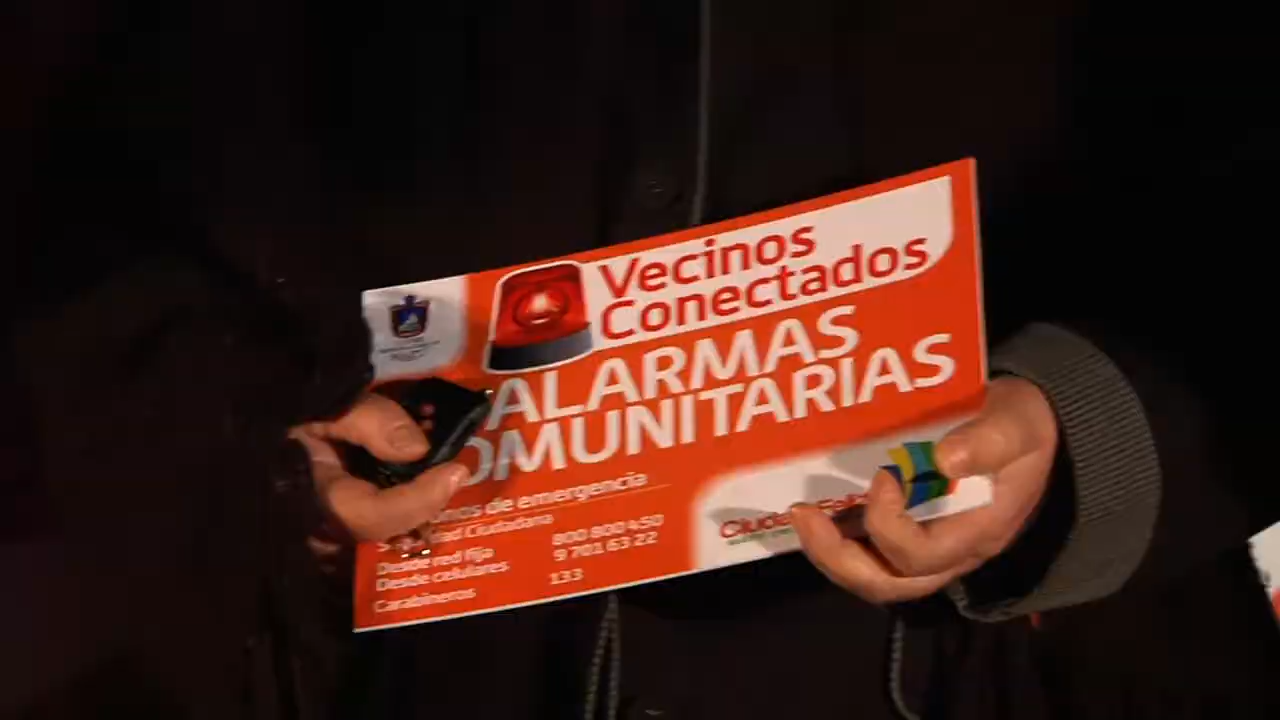 Vecinos
Conectados
ALARMAS
OMUNITARIAS
de emergencia
Ciudadana
Desde red fija 800 800 450
Desde celulares 9 701 63 22
Carabineros 133